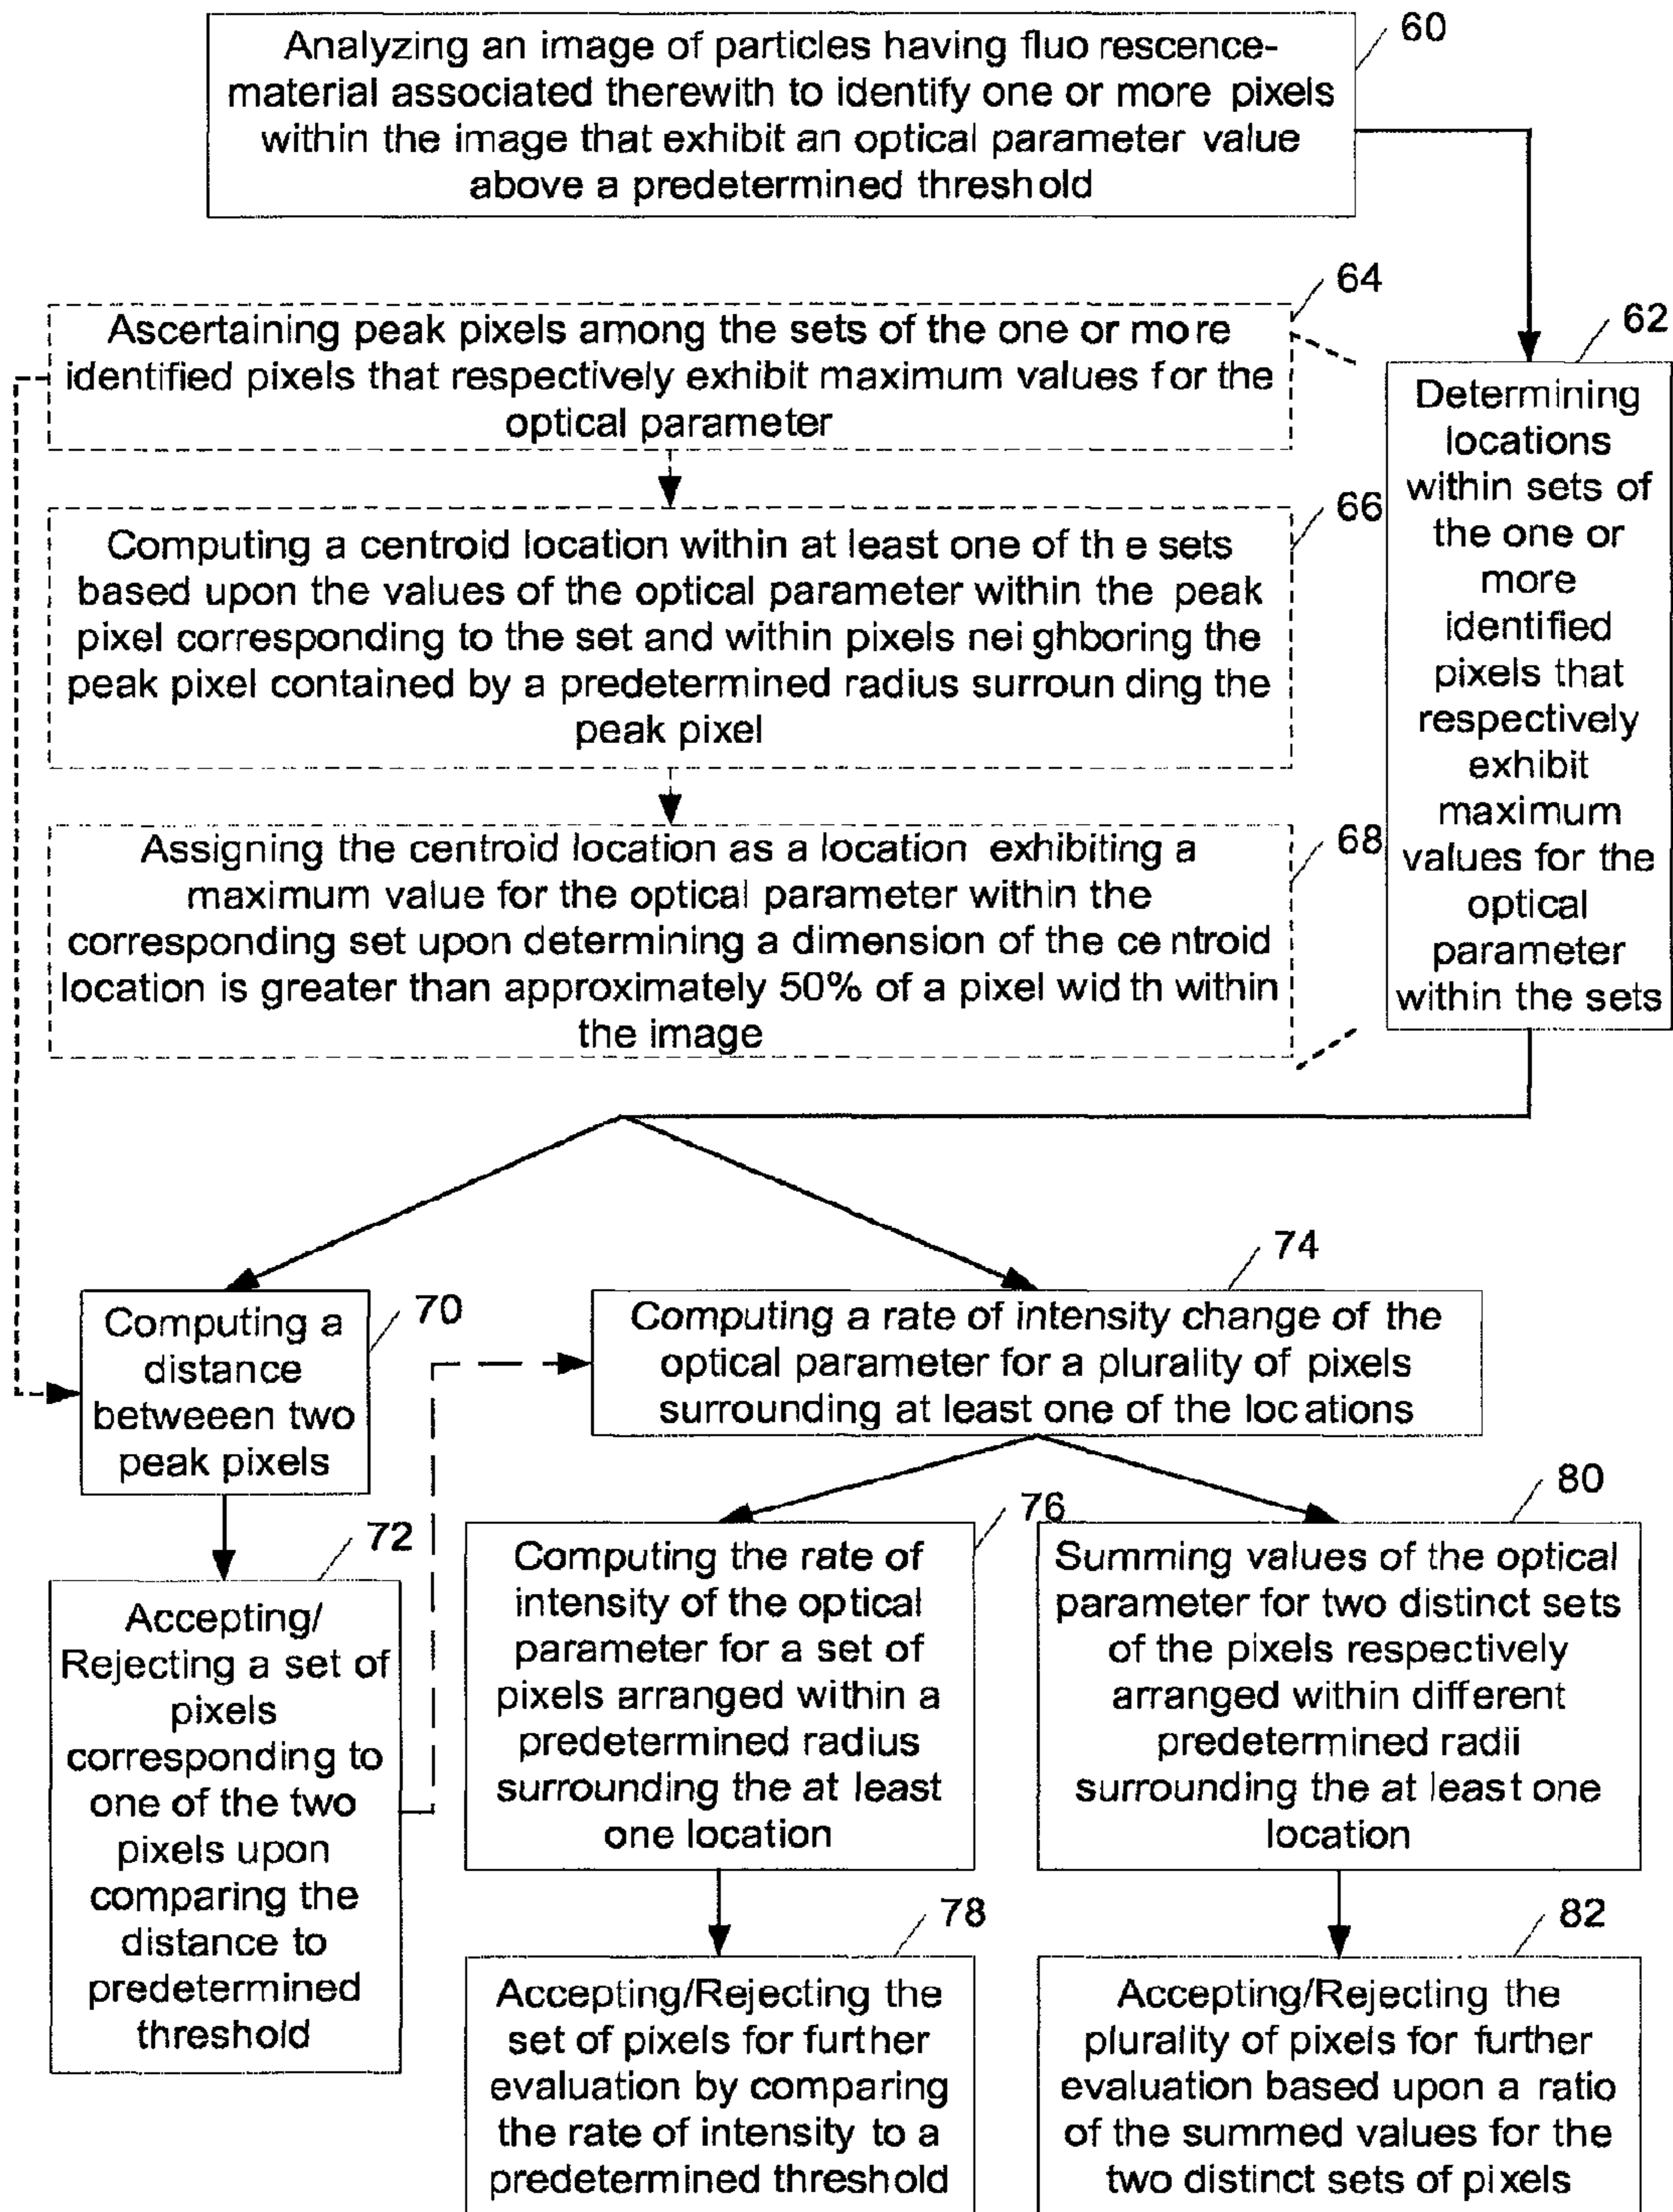 60
Analyzing an image of particles having fluo rescence-
material associated therewith to identify one or more pixels
within the image that exhibit an optical parameter value
above a predetermined threshold
64
Ascertaining peak pixels among the sets of the one or more
identified pixels that respectively exhibit maximum values for the
optical parameter
62
Determining
locations
within sets of
the one or
more
identified
pixels that
respectively
exhibit
maximum
values for the
optical
parameter
within the sets
66
Computing a centroid location within at least one of th e sets
based upon the values of the optical parameter within the peak
pixel corresponding to the set and within pixels nei ghboring the
peak pixel contained by a predetermined radius surroun ding the
peak pixel
68
Assigning the centroid location as a location exhibiting a
maximum value for the optical parameter within the
corresponding set upon determining a dimension of the ce ntroid
location is greater than approximately 50% of a pixel wid th within
the image
70
Computing a
distance
betweeen two
peak pixels
74
Computing a rate of intensity change of the
optical parameter for a plurality of pixels
surrounding at least one of the loc ations
72
Accepting/
Rejecting a set of
pixels
corresponding to
one of the two
pixels upon
comparing the
distance to
predetermined
threshold
76
Computing the rate of
intensity of the optical
parameter for a set of
pixels arranged within a
predetermined radius
surrounding the at least
one location
80
Summing values of the optical
parameter for two distinct sets
of the pixels respectively
arranged within different
predetermined radii
surrounding the at least one
location
78
Accepting/Rejecting the
set of pixels for further
evaluation by comparing
the rate of intensity to a
predetermined threshold
82
Accepting/Rejecting the
plurality of pixels for further
evaluation based upon a ratio
of the summed values for the
two distinct sets of pixels